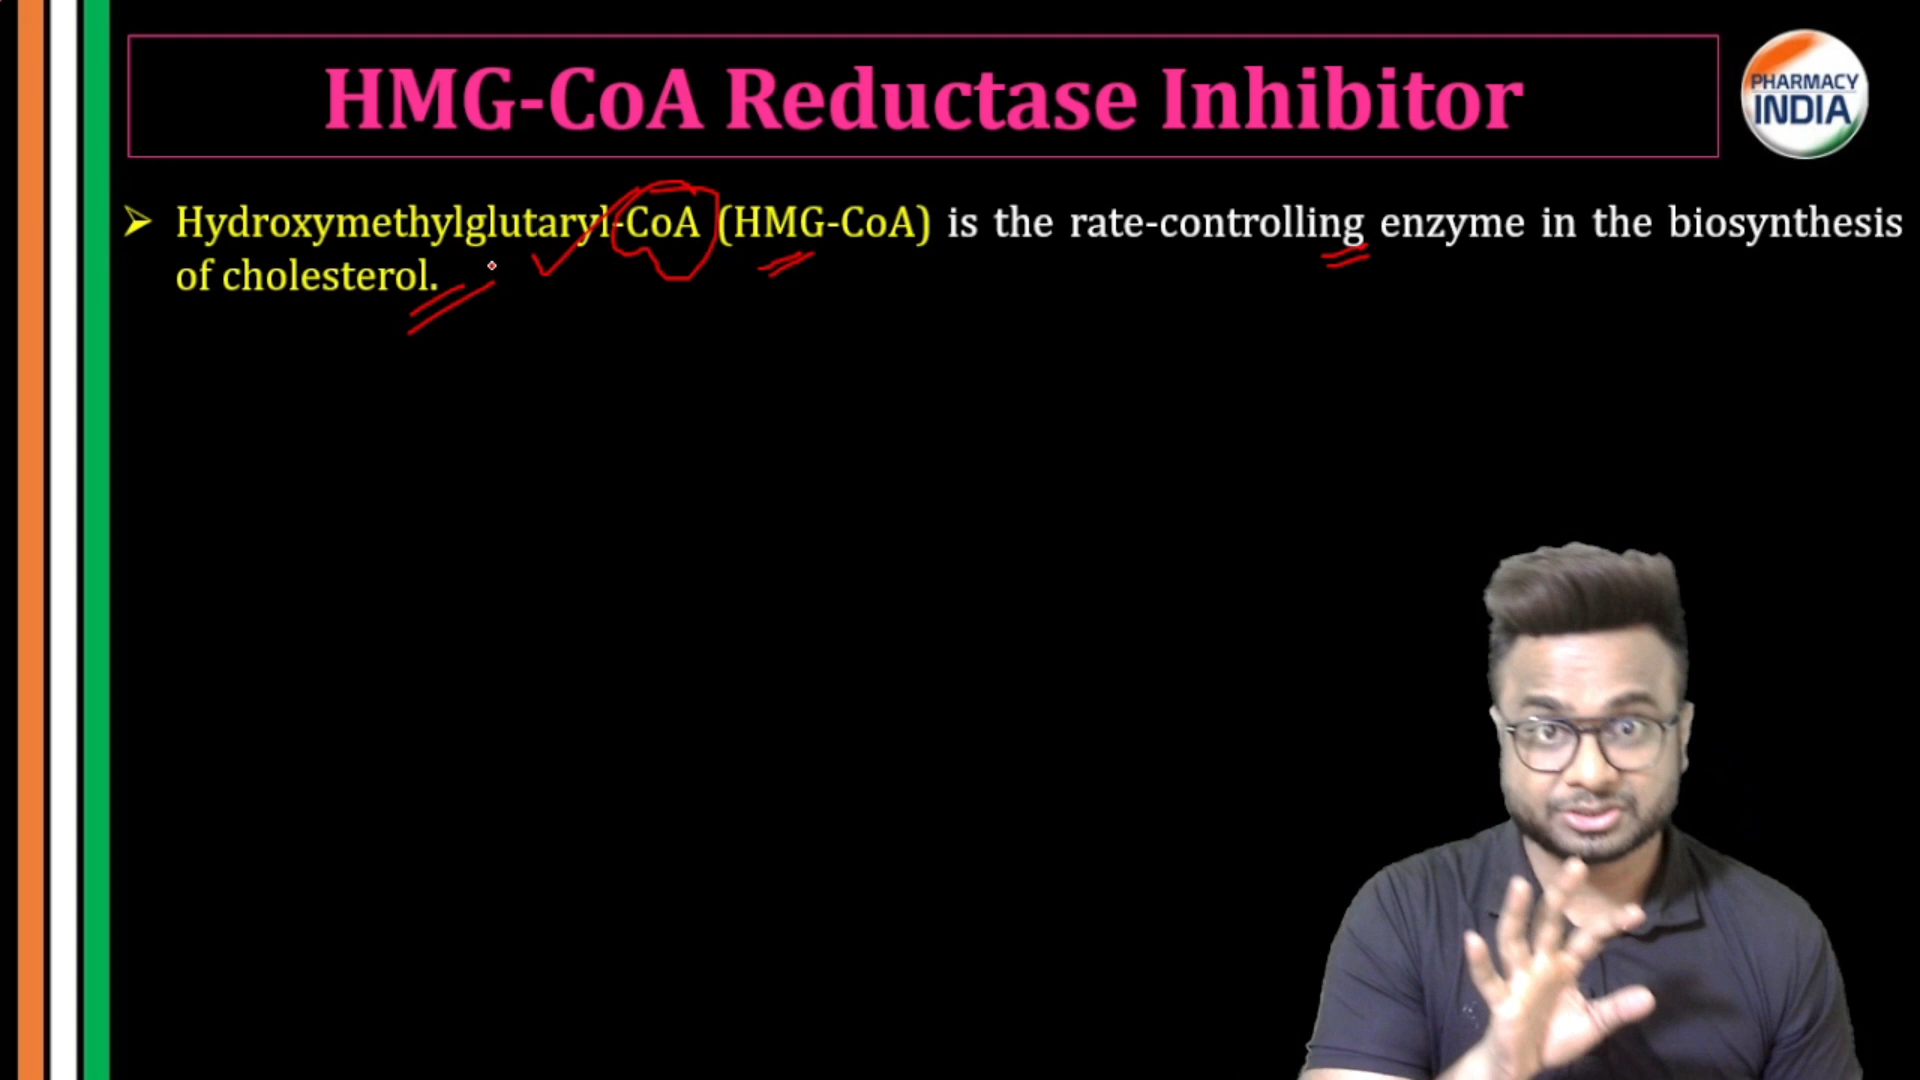 HMG-CoA Reductase Inhibitor
PHARMACY
INDIA
➢ Hydroxymethylglutaryl-CoA (HMG-CoA) is the rate-controlling enzyme in the biosynthesis
of cholesterol.